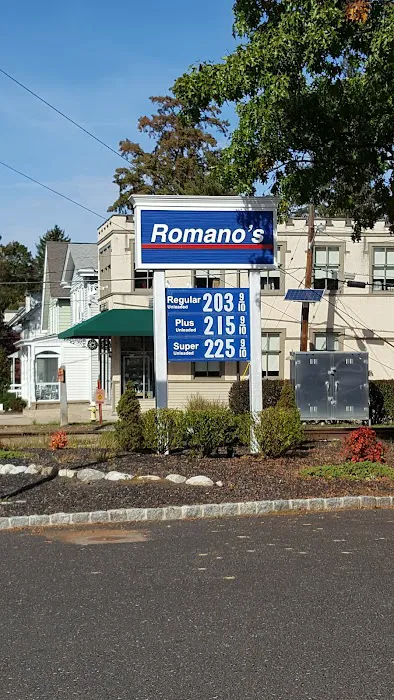 Romano's
Regular Unleaded 203 9/10
Plus Unleaded 215 9/10
Super Unleaded 225 9/10